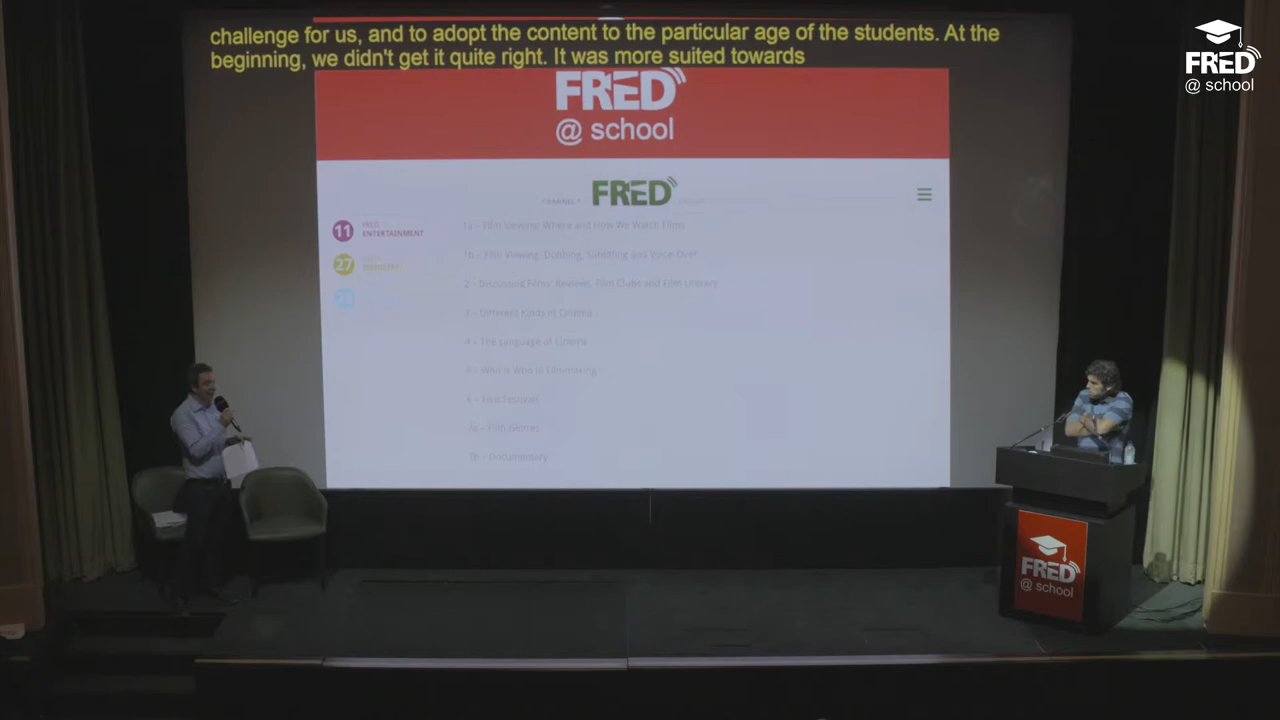 challenge for us, and to adopt the content to the particular age of the students. At the
beginning, we didn't get it quite right. It was more suited towards
FRED
@ school
FRED
@ school
FRED
11
ENTERTAINMENT
27
1a – Film Viewing: Where and How We Watch Films
1b – Film Viewing: Dubbing, Subtitling and Voice Over
2 – Discussing Films: Reviews, Film Clubs and Film Literacy
3 – Different Kinds of Cinema
4 – The Language of Cinema
5 – Who is Who in Filmmaking
6 – Film Festivals
7a – Film Genres
7b – Documentary
FRED
@ school